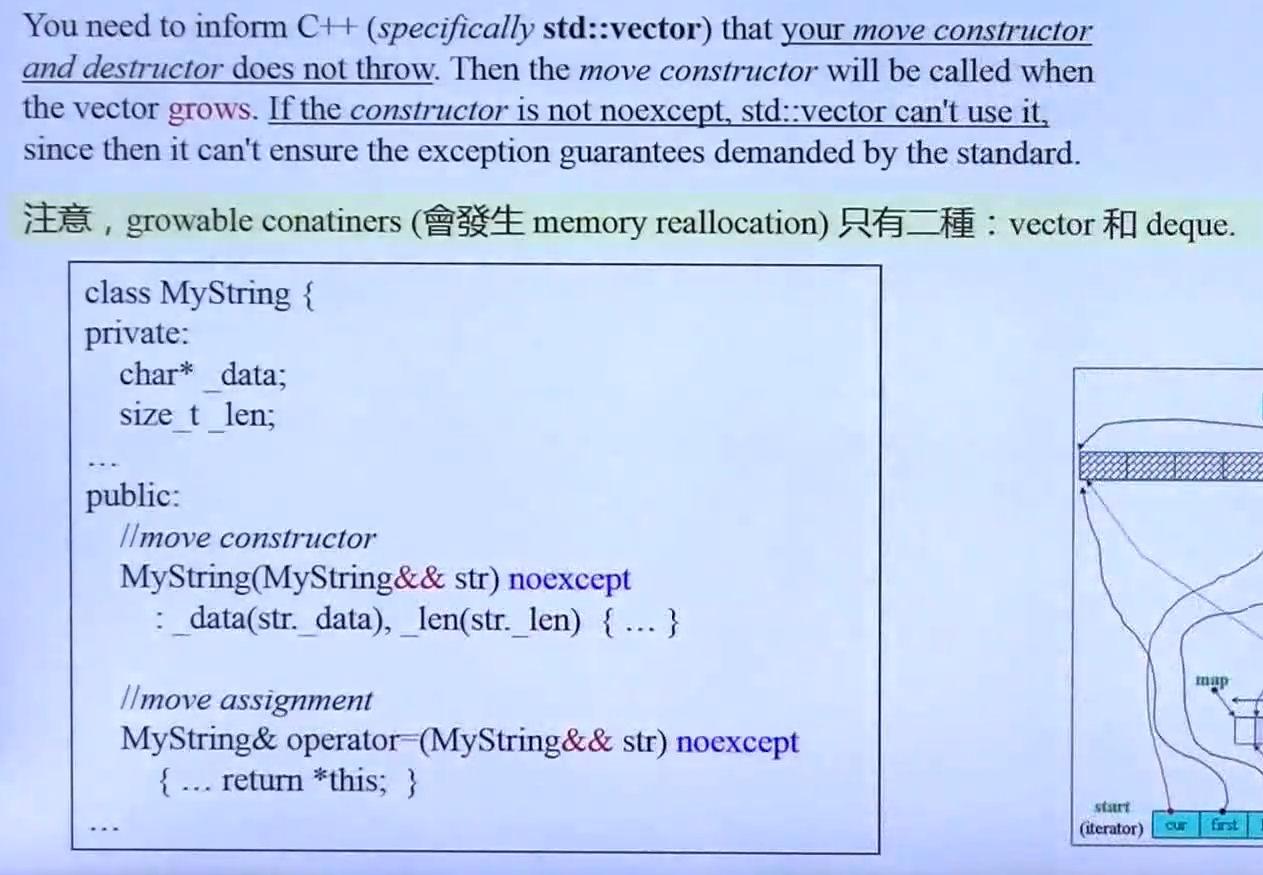 You need to inform C++ (specifically std::vector) that your move constructor
and destructor does not throw. Then the move constructor will be called when
the vector grows. If the constructor is not noexcept, std::vector can't use it,
since then it can't ensure the exception guarantees demanded by the standard.
注意，growable conatiners (會發生 memory reallocation) 只有二種：vector 和 deque.
class MyString {
private:
char* _data;
size_t _len;
...
public:
//move constructor
MyString(MyString&& str) noexcept
: _data(str._data), _len(str._len) { ... }
//move assignment
MyString& operator=(MyString&& str) noexcept
{ ... return *this; }
...
map
start
(iterator)
cur first